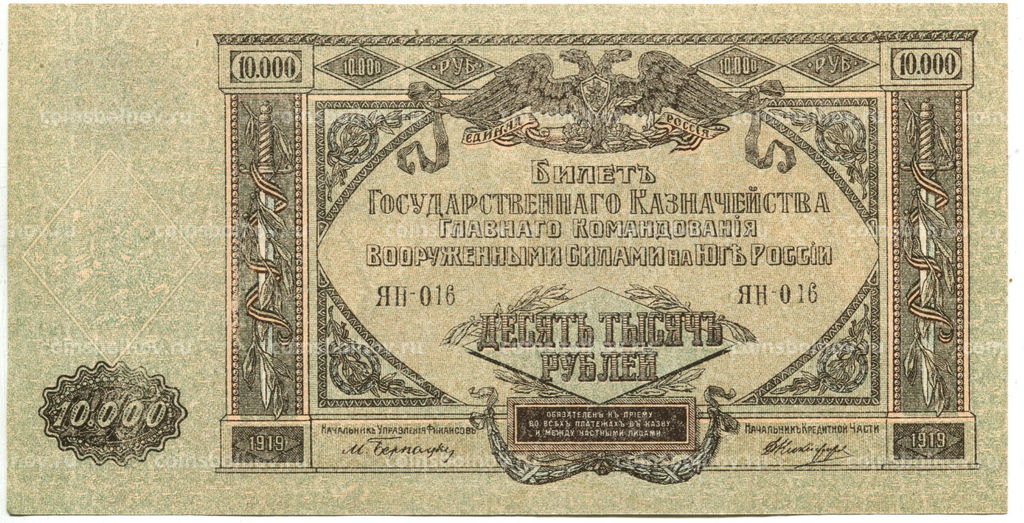 10.000
10.000
·РУБ·
10.000
·РУБ·
10.000
ЕДИНАЯ
РОССІЯ
БИЛЕТЪ
ГОСУДАРСТВЕННАГО КАЗНАЧЕЙСТВА
ГЛАВНАГО КОМАНДОВАНІЯ
ВООРУЖЕННЫМИ СИЛАМИ НА ЮГѢ РОССІИ
ЯН-016
ЯН-016
ДЕСЯТЬ ТЫСЯЧЪ
РУБЛЕЙ
10.000
ОБЯЗАТЕЛЕНЪ КЪ ПРІЕМУ
ВО ВСѢХЪ ПЛАТЕЖАХЪ ВЪ КАЗНУ
И МЕЖДУ ЧАСТНЫМИ ЛИЦАМИ
НАЧАЛЬНИКЪ УПРАВЛЕНІЯ ФИНАНСОВЪ
НАЧАЛЬНИКЪ КРЕДИТНОЙ ЧАСТИ
1919
1919
coinsbolhov.ru